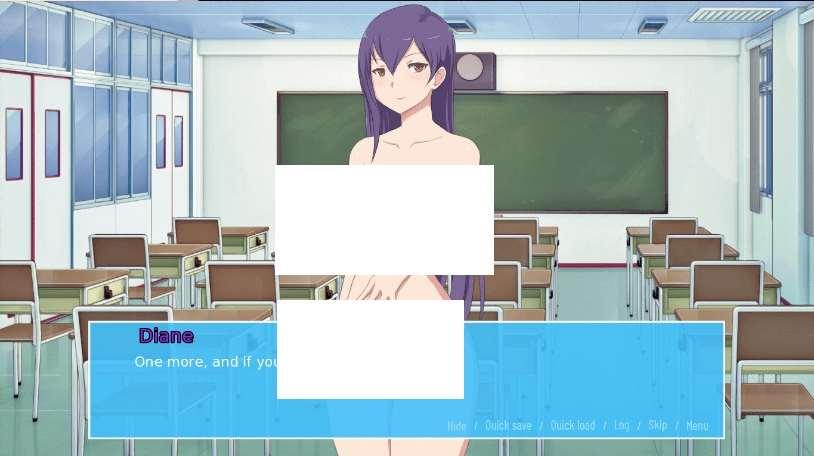 Diane
One more, and if you
Hide / Quick save / Quick load / Log / Skip / Menu